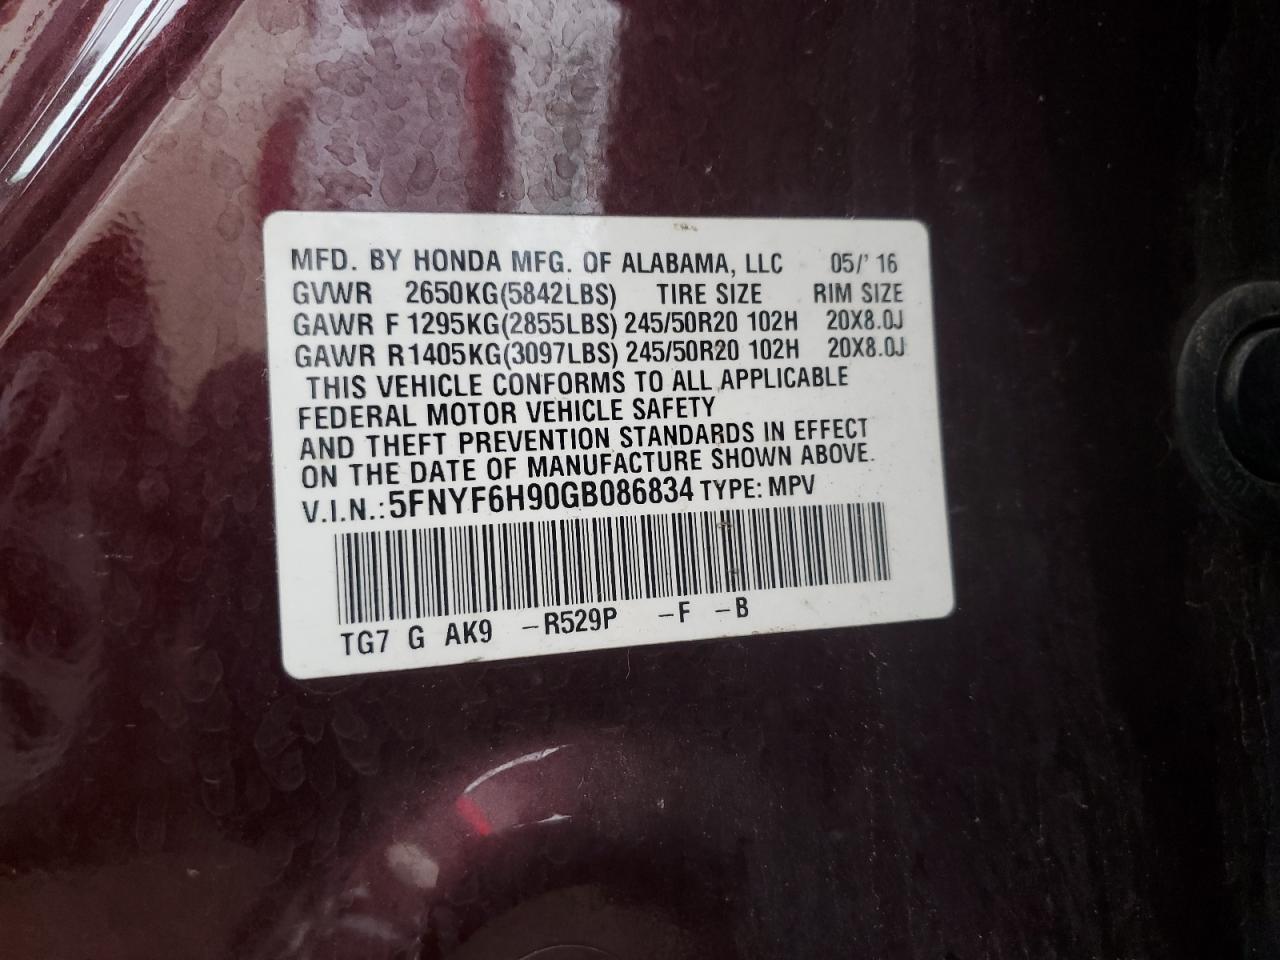 MFD. BY HONDA MFG. OF ALABAMA, LLC 05/' 16
GVWR 2650KG(5842LBS) TIRE SIZE RIM SIZE
GAWR F 1295KG(2855LBS) 245/50R20 102H 20X8.0J
GAWR R1405KG(3097LBS) 245/50R20 102H 20X8.0J
THIS VEHICLE CONFORMS TO ALL APPLICABLE
FEDERAL MOTOR VEHICLE SAFETY
AND THEFT PREVENTION STANDARDS IN EFFECT
ON THE DATE OF MANUFACTURE SHOWN ABOVE.
V.I.N.: 5FNYF6H90GB086834 TYPE: MPV
TG7 G AK9 –R529P –F –B